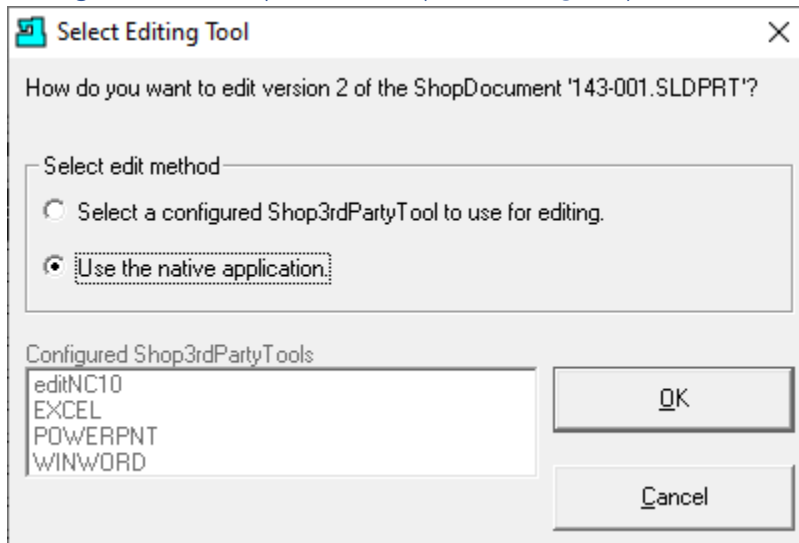 Select Editing Tool
How do you want to edit version 2 of the ShopDocument '143-001.SLDPRT'?
Select edit method
Select a configured Shop3rdPartyTool to use for editing.
Use the native application.
Configured Shop3rdPartyTools
editNC10
EXCEL
POWERPNT
WINWORD
OK
Cancel